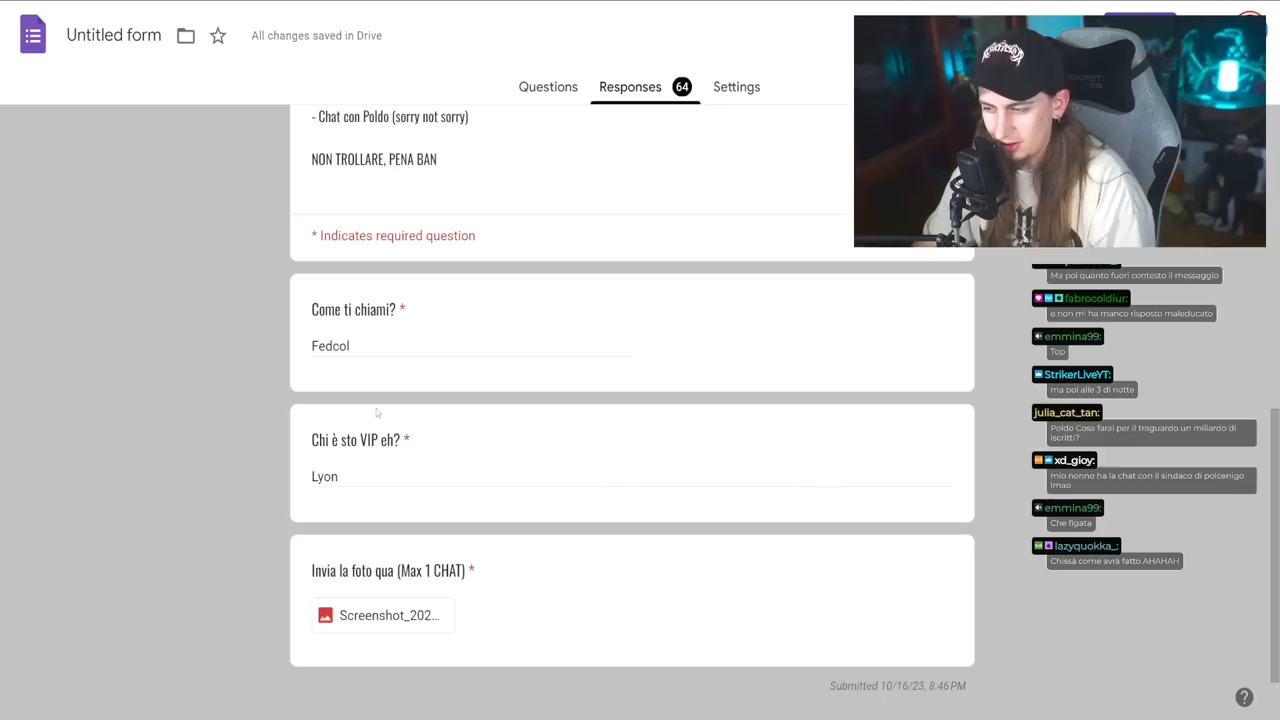 Untitled form
All changes saved in Drive
Questions
Responses 64
Settings
- Chat con Poldo (sorry not sorry)
NON TROLLARE, PENA BAN
* Indicates required question
Come ti chiami? *
Fedcol
Chi è sto VIP eh? *
Lyon
Invia la foto qua (Max 1 CHAT) *
Screenshot_202...
Submitted 10/16/23, 8:46 PM
Ma poi quanto fuori contesto il messaggio
fabrocoldiur:
e non mi ha manco risposto maleducato
emmina99:
Top
StrikerLiveYT:
ma poi alle 3 di notte
julia_cat_tan:
Poldo Cosa farai per il traguardo un miliardo di
iscritti?
xd_gioy:
mio nonno ha la chat con il sindaco di polcenigo
lmao
emmina99:
Che figata
lazyquokka_:
Chissà come avrà fatto AHAHAH